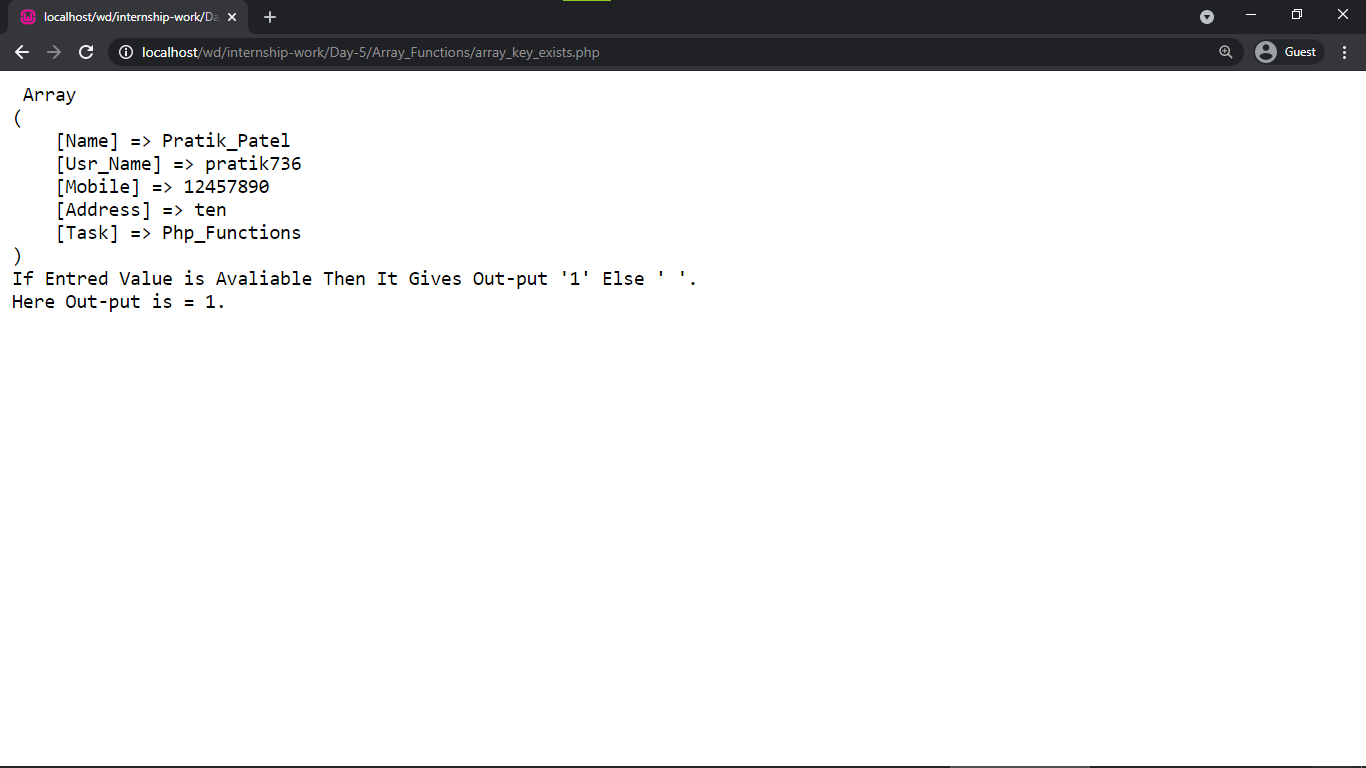 localhost/wd/internship-work/Da
localhost/wd/internship-work/Day-5/Array_Functions/array_key_exists.php
Guest
Array
(
[Name] => Pratik_Patel
[Usr_Name] => pratik736
[Mobile] => 12457890
[Address] => ten
[Task] => Php_Functions
)
If Entred Value is Avaliable Then It Gives Out-put '1' Else ' '.
Here Out-put is = 1.